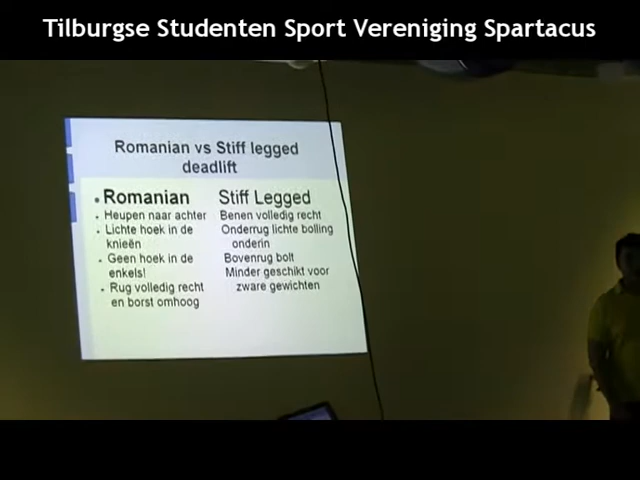 Tilburgse Studenten Sport Vereniging Spartacus
Romanian vs Stiff legged
deadlift
• Romanian
• Heupen naar achter
• Lichte hoek in de
knieën
• Geen hoek in de
enkels!
• Rug volledig recht
en borst omhoog
Stiff Legged
Benen volledig recht
Onderrug lichte bolling
onderin
Bovenrug bolt
Minder geschikt voor
zware gewichten